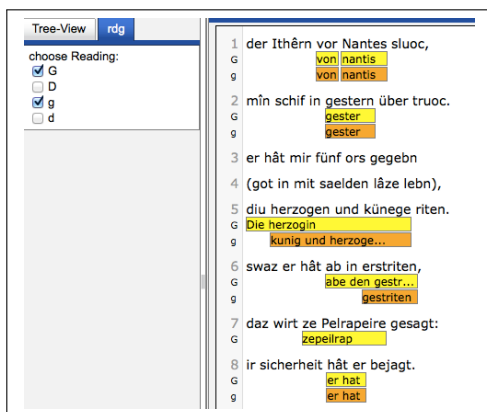 Tree-View rdg
choose Reading:
G
D
g
d
1 der Ithêrn vor Nantes sluoc,
G von nantis
g von nantis
2 mîn schif in gestern über truoc.
G gester
g gester
3 er hât mir fünf ors gegebn
4 (got in mit saelden lâze lebn),
5 diu herzogen und künege riten.
G Die herzogin
g kunig und herzoge...
6 swaz er hât ab in erstriten,
G abe den gestr...
g gestriten
7 daz wirt ze Pelrapeire gesagt:
G zepeilrap
8 ir sicherheit hât er bejagt.
G er hat
g er hat